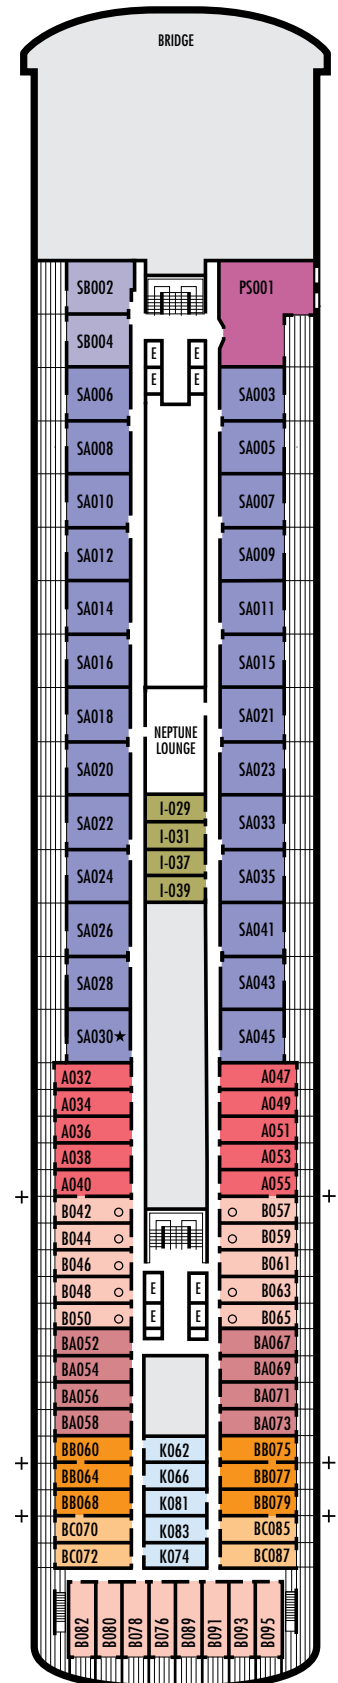 BRIDGE
SB002 PS001
SB004
E E
E E
SA006 SA003
SA008 SA005
SA010 SA007
SA012 SA009
SA014 SA011
SA016 SA015
SA018 SA021
NEPTUNE
LOUNGE
SA020 SA023
I-029
SA022 SA033
I-031
I-037
SA024 SA035
I-039
SA026 SA041
SA028 SA043
SA030★ SA045
A032 A047
A034 A049
A036 A051
A038 A053
A040 A055
B042 B057
B044 B059
B046 B061
B048 E E B063
B050 E E B065
BA052 BA067
BA054 BA069
BA056 BA071
BA058 BA073
BB060 K062 BB075
BB064 K066 BB077
BB068 K081 BB079
BC070 K083 BC085
BC072 K074 BC087
B082 B080 B078 B076 B089 B091 B093 B095